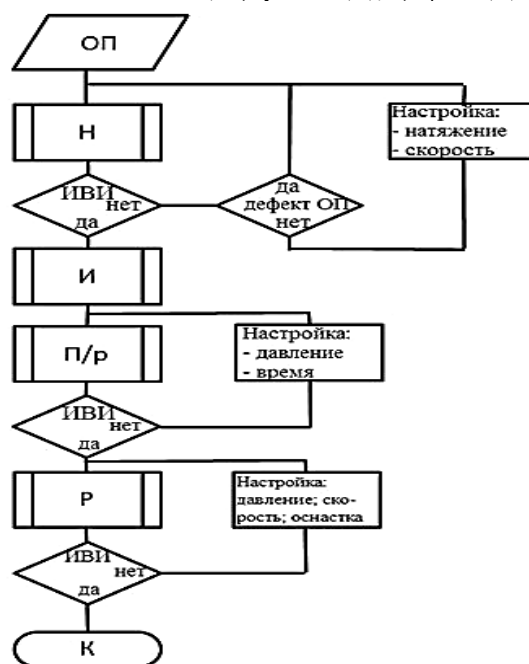 ОП
Н
Настройка:
- натяжение
- скорость
ИВИ
нет
да
да
дефект ОП
нет
И
П/р
Настройка:
- давление
- время
ИВИ
нет
да
Р
Настройка:
давление; ско-
рость; оснастка
ИВИ
нет
да
К